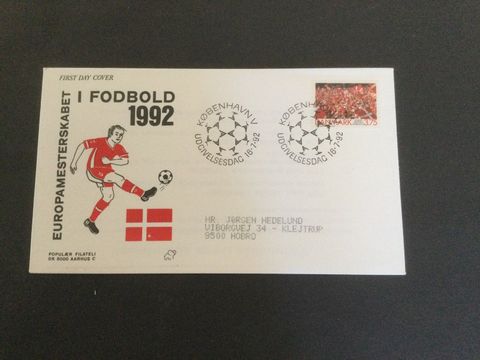 FIRST DAY COVER
EUROPAMESTERSKABET
I FODBOLD
1992
KØBENHAVN V
UDGIVELSESDAG 16-7-92
KØBENHAVN V
UDGIVELSESDAG 16-7-92
DANMARK 3.75
HR. JØRGEN HEDELUND
VIBORGVEJ 34 - KLEJTRUP
9500 HOBRO
POPULÆR FILATELI
DK 8000 AARHUS C